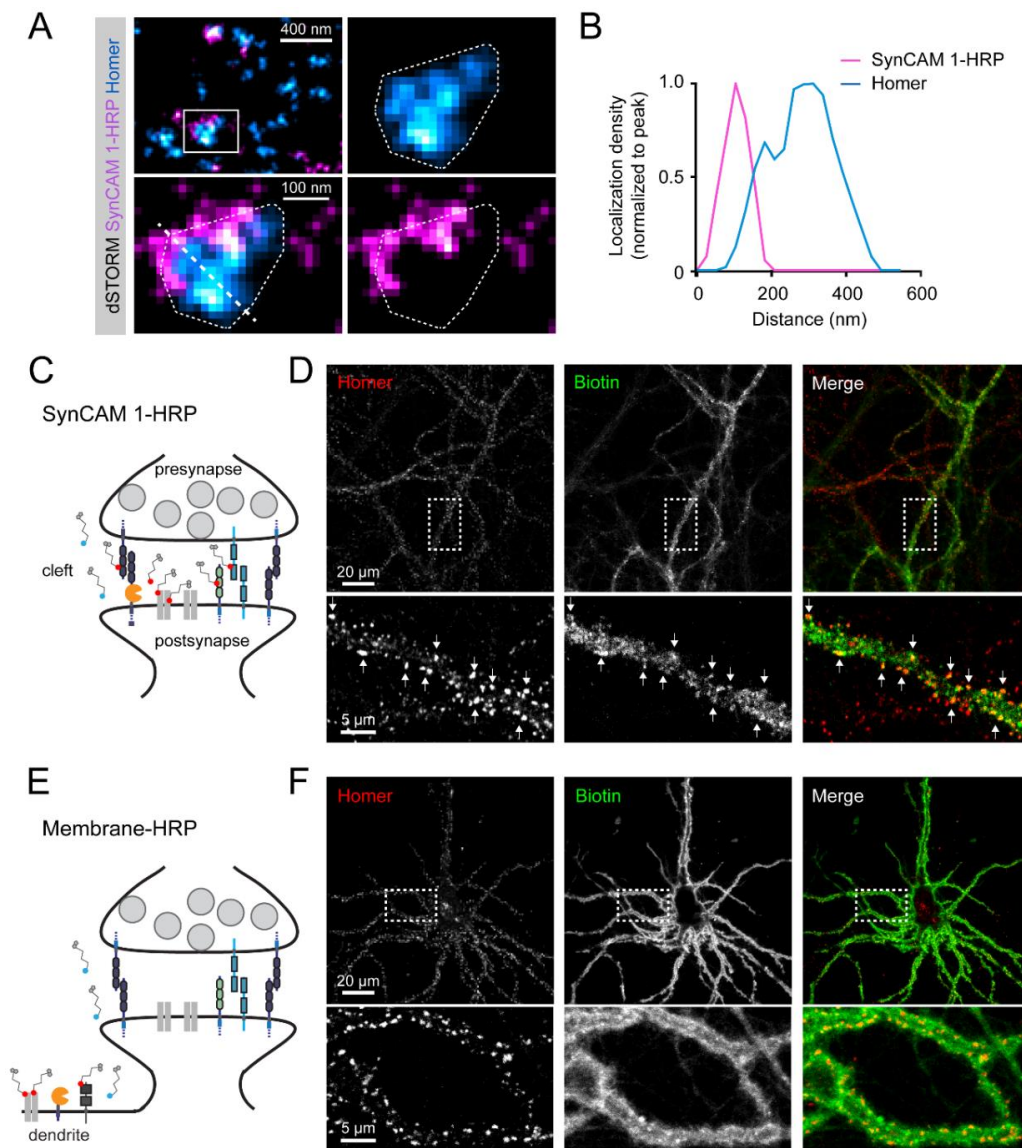 A
dSTORM SynCAM 1-HRP Homer
400 nm
100 nm
B
SynCAM 1-HRP
Homer
Localization density
(normalized to peak)
1.0
0.5
0
0
200
400
600
Distance (nm)
C
SynCAM 1-HRP
presynapse
cleft
postsynapse
D
Homer
Biotin
Merge
20 µm
5 µm
E
Membrane-HRP
dendrite
F
Homer
Biotin
Merge
20 µm
5 µm